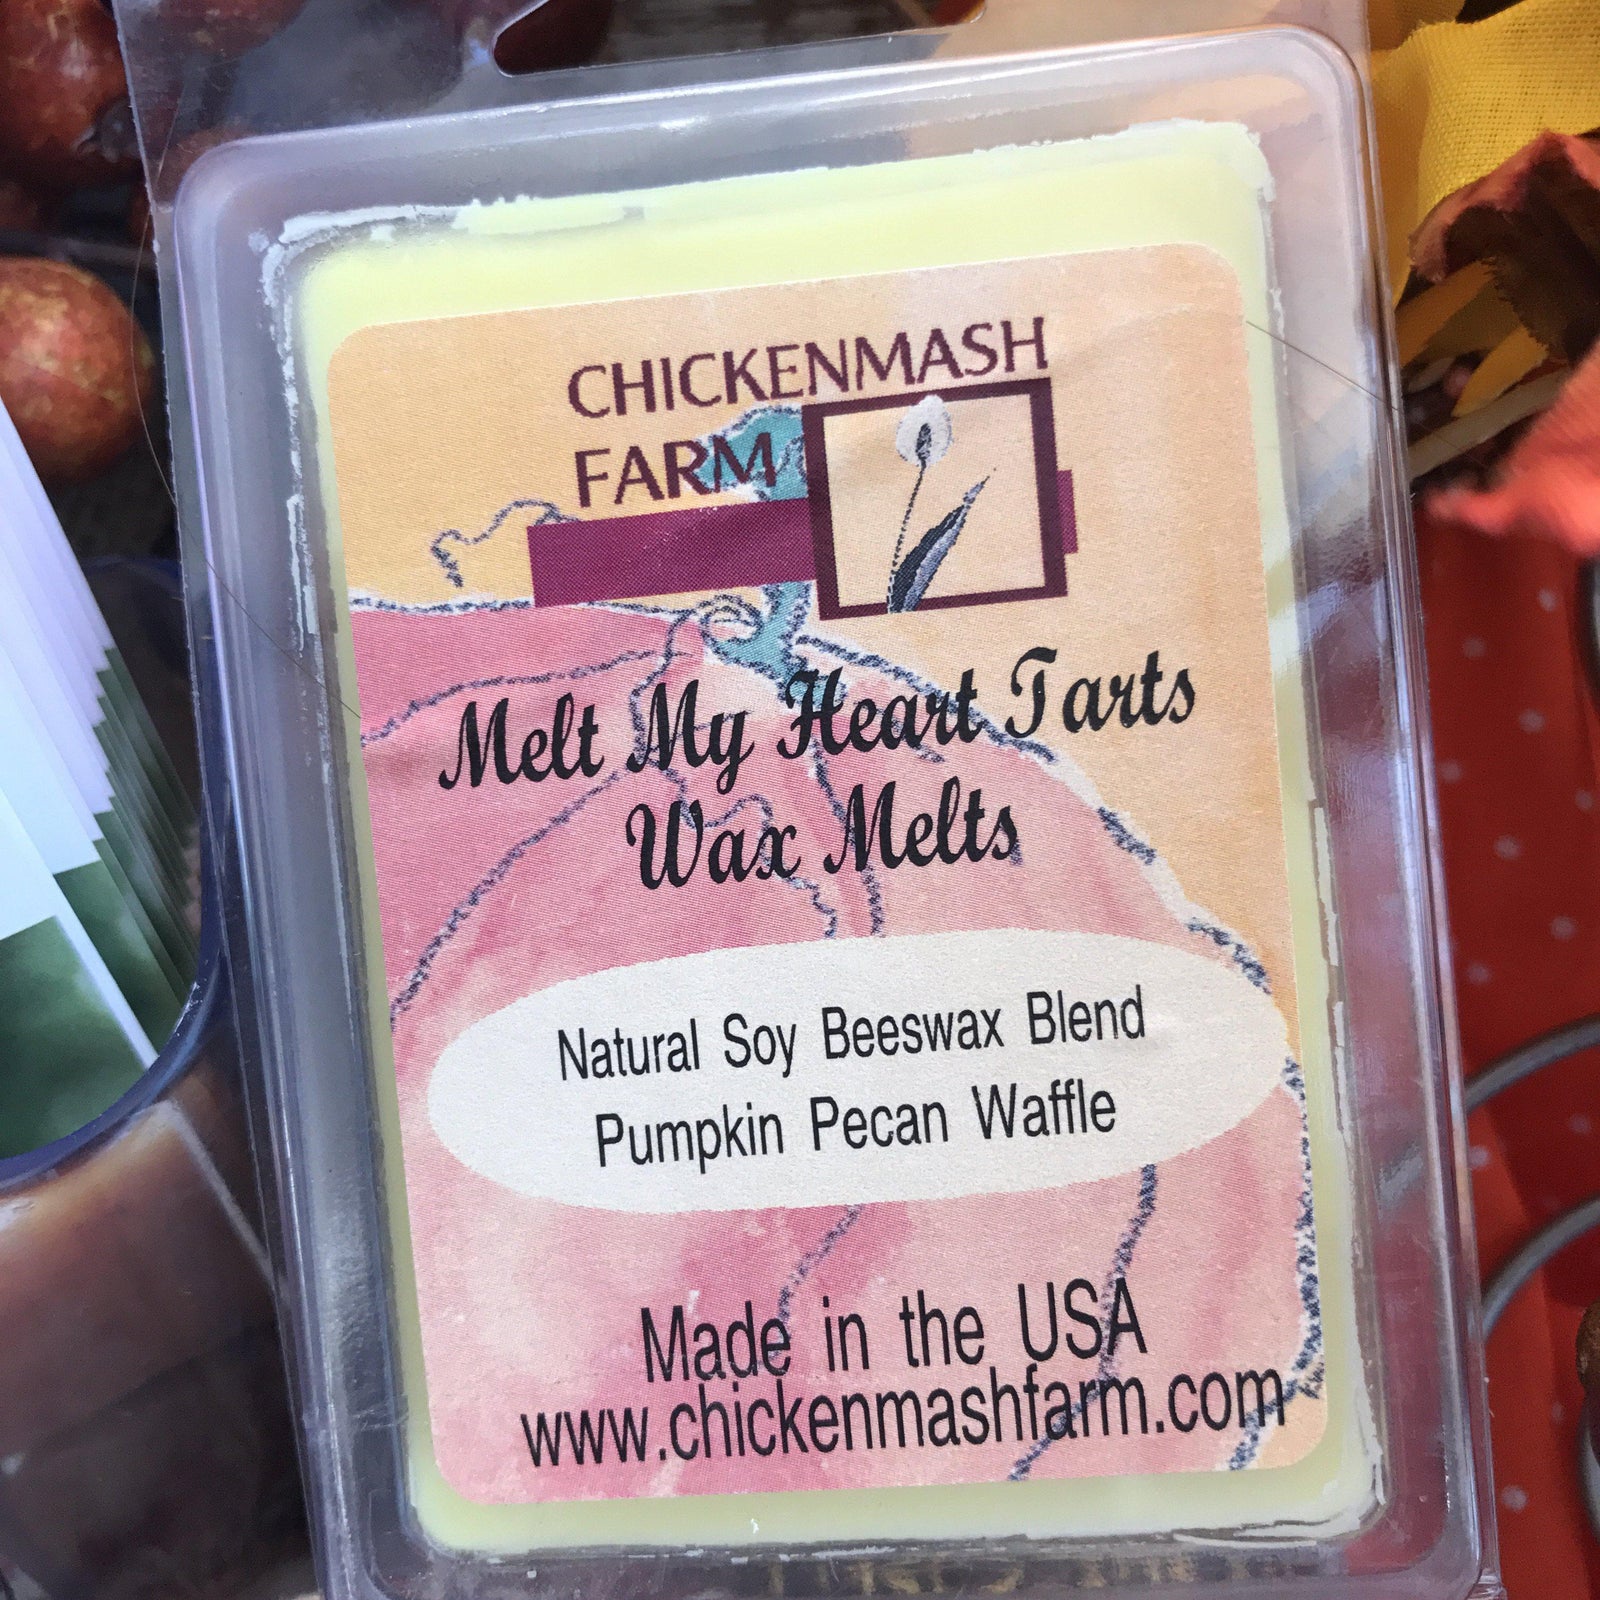 CHICKENMASH
FARM
Melt My Heart Tarts
Wax Melts
Natural Soy Beeswax Blend
Pumpkin Pecan Waffle
Made in the USA
www.chickenmashfarm.com